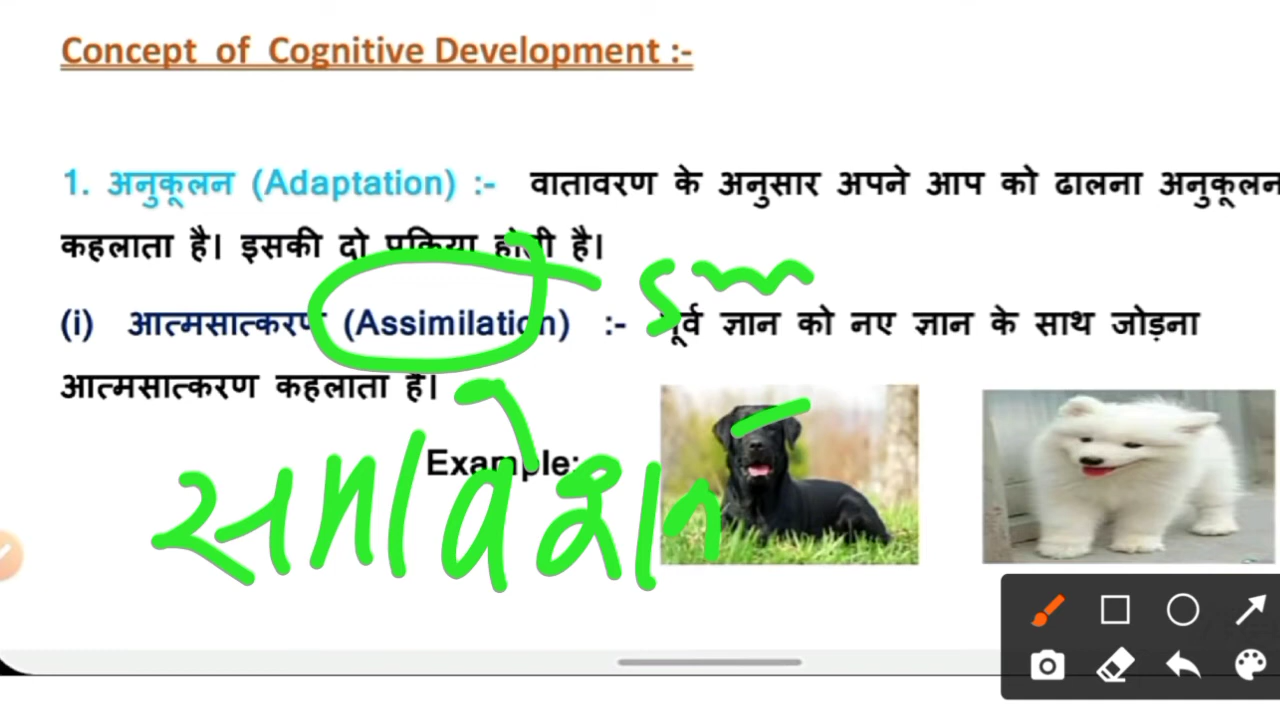 Concept of Cognitive Development :-
1. अनुकूलन (Adaptation) :- वातावरण के अनुसार अपने आप को ढालना अनुकूलन
कहलाता है। इसकी दो प्रक्रिया होती है।
(i) आत्मसात्करण (Assimilation) :- पूर्व ज्ञान को नए ज्ञान के साथ जोड़ना
आत्मसात्करण कहलाता है।
Example:
समावेशन